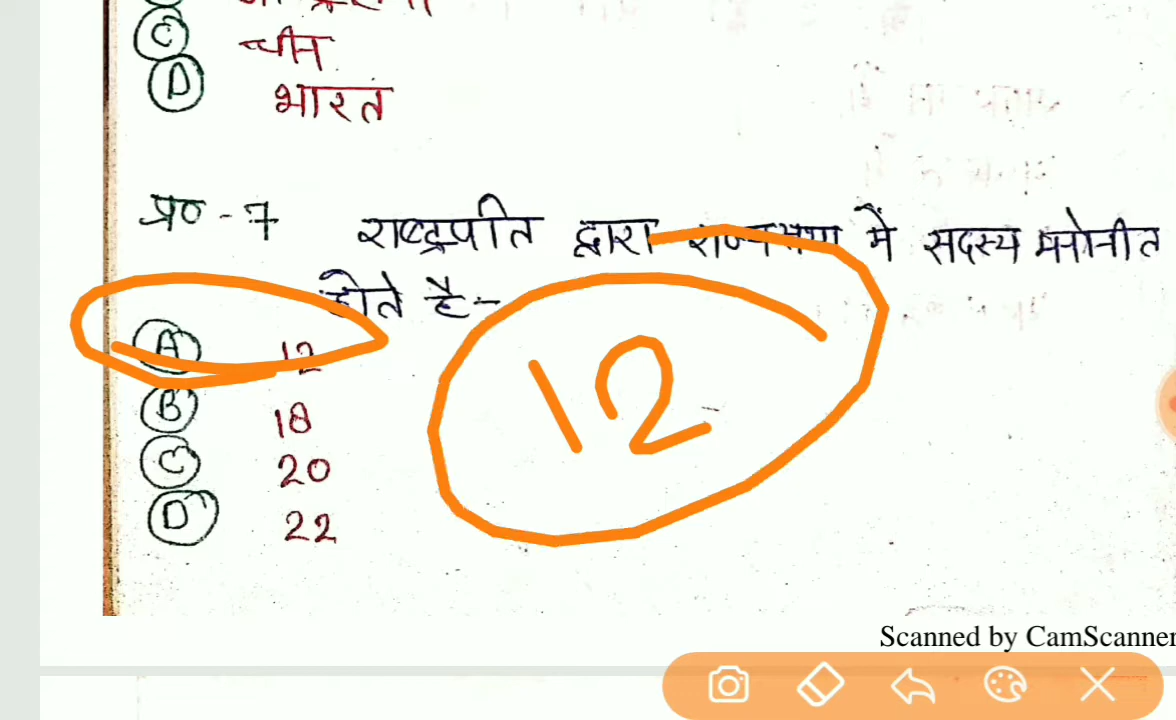 C चीन
D भारत
प्र० - 7 राष्ट्रपति द्वारा राज्यसभा में सदस्य मनोनीत
होते है -
A 12
B 18
C 20
D 22
12
Scanned by CamScanner